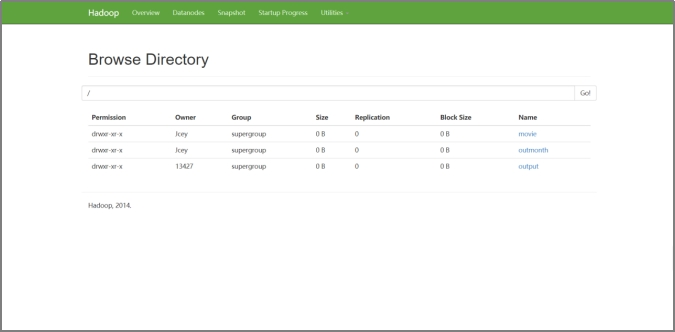 Hadoop Overview Datanodes Snapshot Startup Progress Utilities
Browse Directory
/ Go!
Permission Owner Group Size Replication Block Size Name
drwxr-xr-x Jcey supergroup 0 B 0 0 B movie
drwxr-xr-x Jcey supergroup 0 B 0 0 B outmonth
drwxr-xr-x 13427 supergroup 0 B 0 0 B output
Hadoop, 2014.